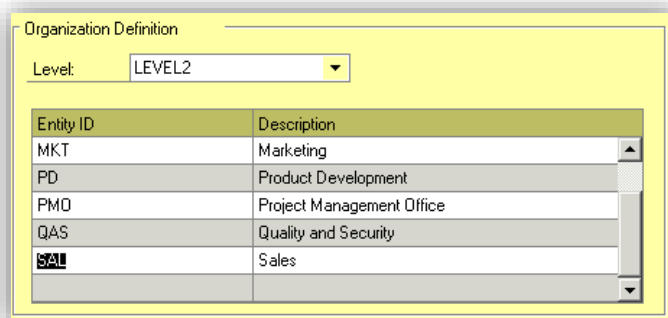 Organization Definition
Level: LEVEL2
Entity ID Description
MKT Marketing
PD Product Development
PMO Project Management Office
QAS Quality and Security
SAL Sales